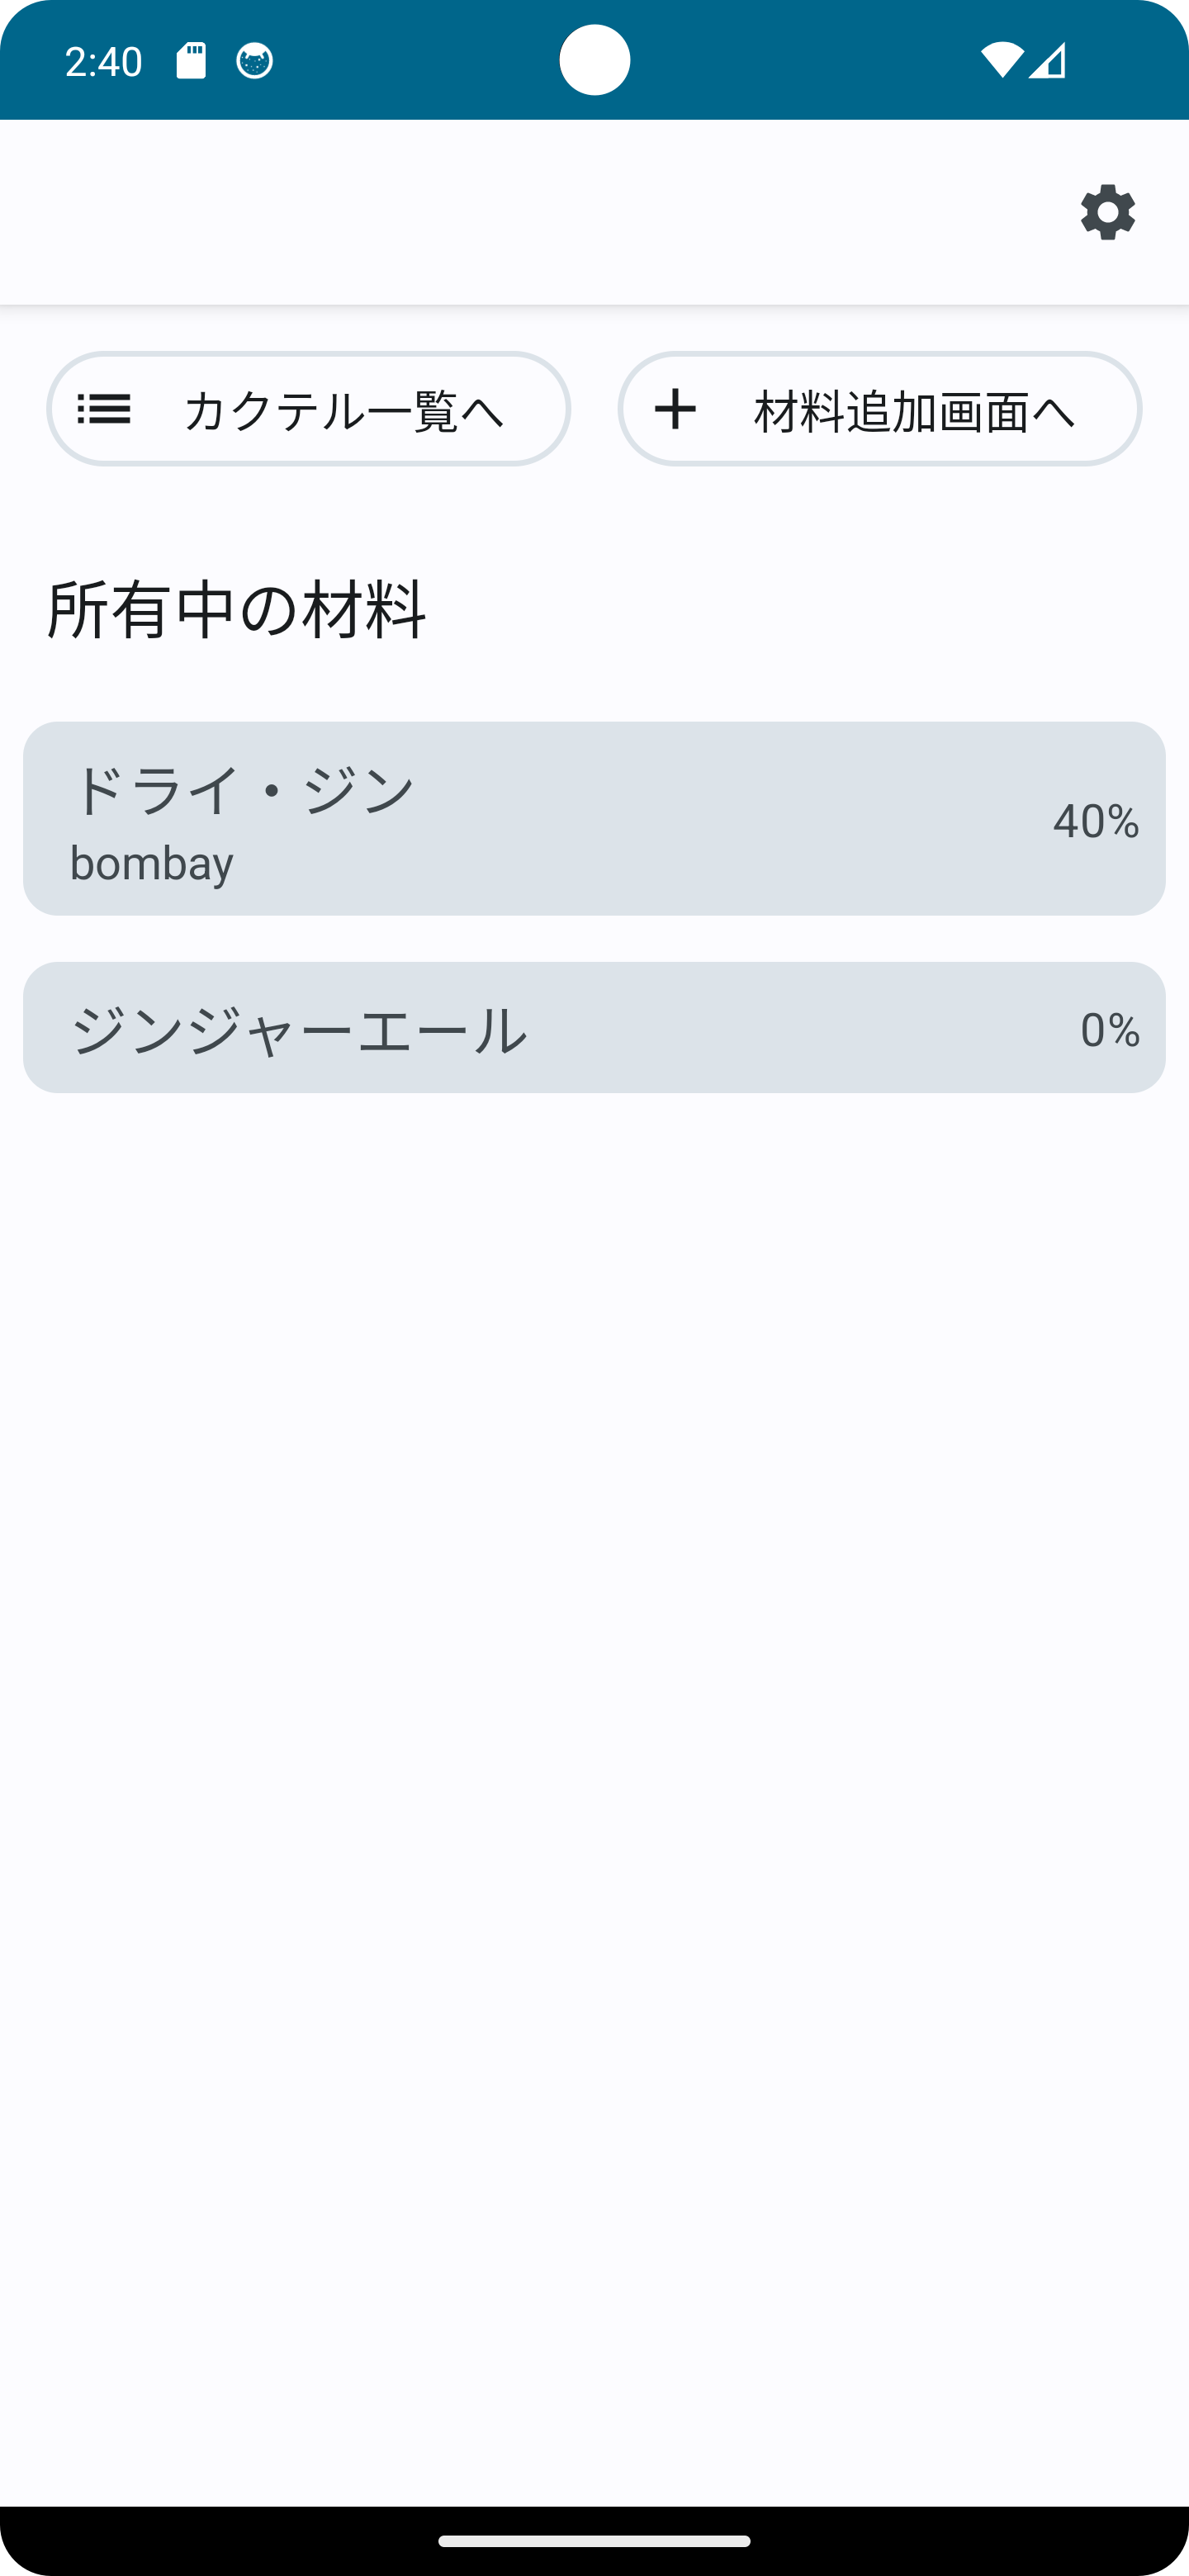 2:40
カクテル一覧へ
材料追加画面へ
所有中の材料
ドライ・ジン
bombay
40%
ジンジャーエール
0%